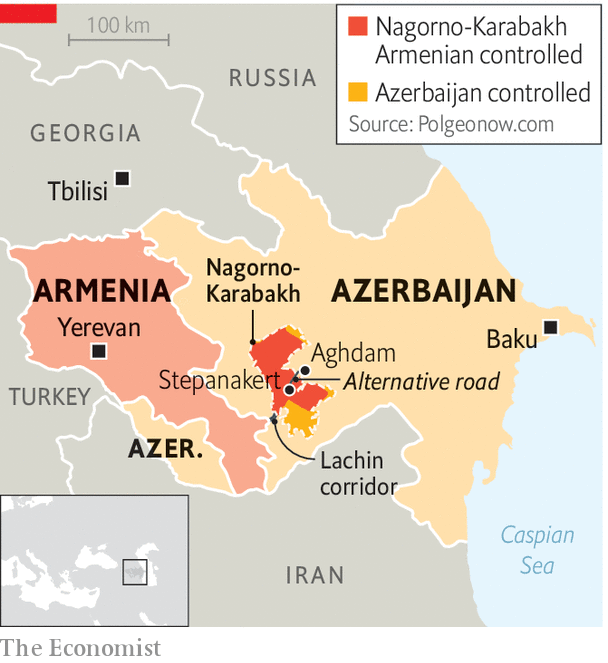 100 km
Nagorno-Karabakh
Armenian controlled
Azerbaijan controlled
Source: Polgeonow.com
RUSSIA
GEORGIA
Tbilisi
Nagorno-
Karabakh
ARMENIA
AZERBAIJAN
Yerevan
Baku
Aghdam
Stepanakert
Alternative road
TURKEY
AZER.
Lachin
corridor
Caspian
Sea
IRAN
The Economist